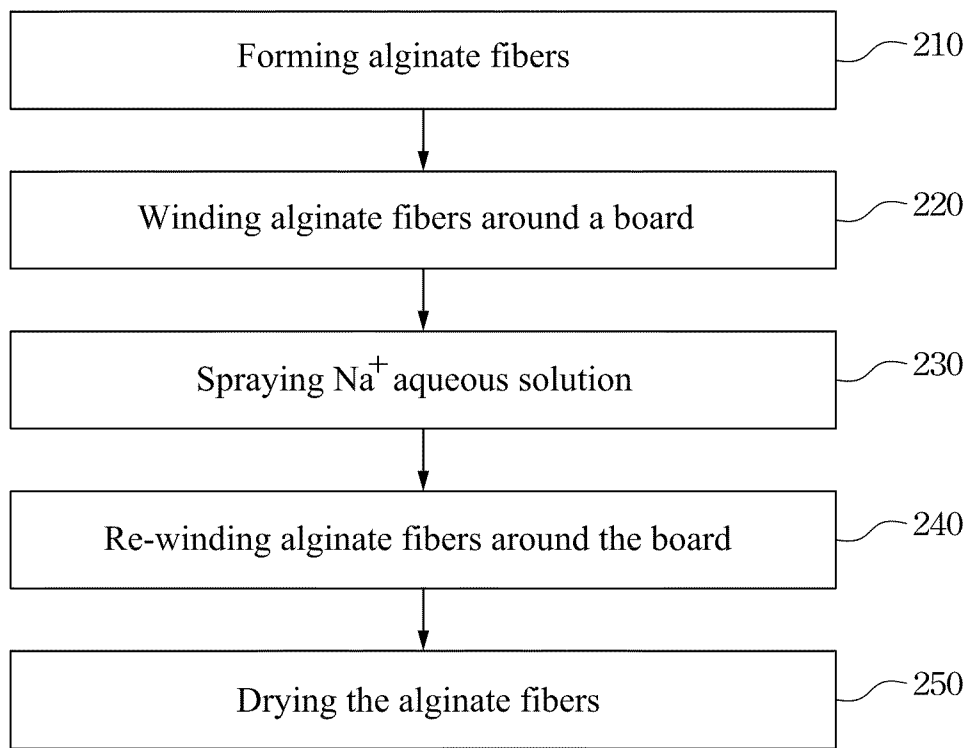 Forming alginate fibers 210
Winding alginate fibers around a board 220
Spraying Na+ aqueous solution 230
Re-winding alginate fibers around the board 240
Drying the alginate fibers 250